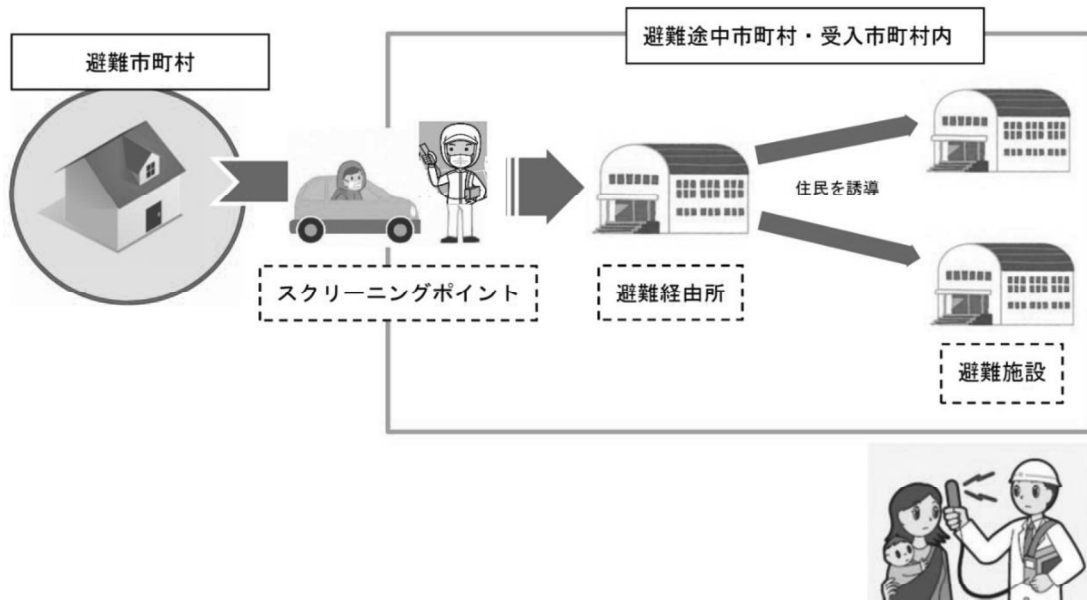 避難市町村
避難途中市町村・受入市町村内
住民を誘導
スクリーニングポイント
避難経由所
避難施設